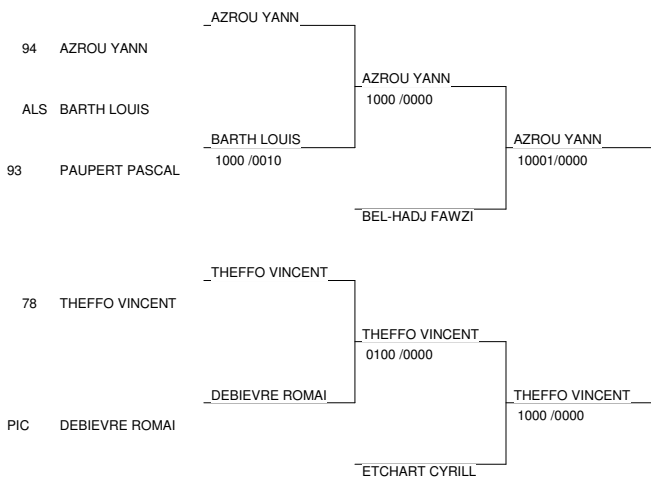 AZROU YANN
94 AZROU YANN
AZROU YANN
1000 /0000
ALS BARTH LOUIS
BARTH LOUIS
1000 /0010
AZROU YANN
10001/0000
93 PAUPERT PASCAL
BEL-HADJ FAWZI
THEFFO VINCENT
78 THEFFO VINCENT
THEFFO VINCENT
0100 /0000
DEBIEVRE ROMAI
THEFFO VINCENT
1000 /0000
PIC DEBIEVRE ROMAI
ETCHART CYRILL